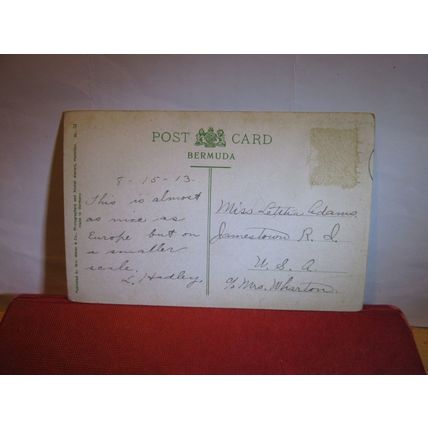 POST CARD
BERMUDA
8-15-13.
This is almost
as nice as
Europe but on
a smaller
scale.
L. Hadley.
Miss Letitia Adams
Jamestown R. I.
U. S. A.
c/o Mrs. Wharton.